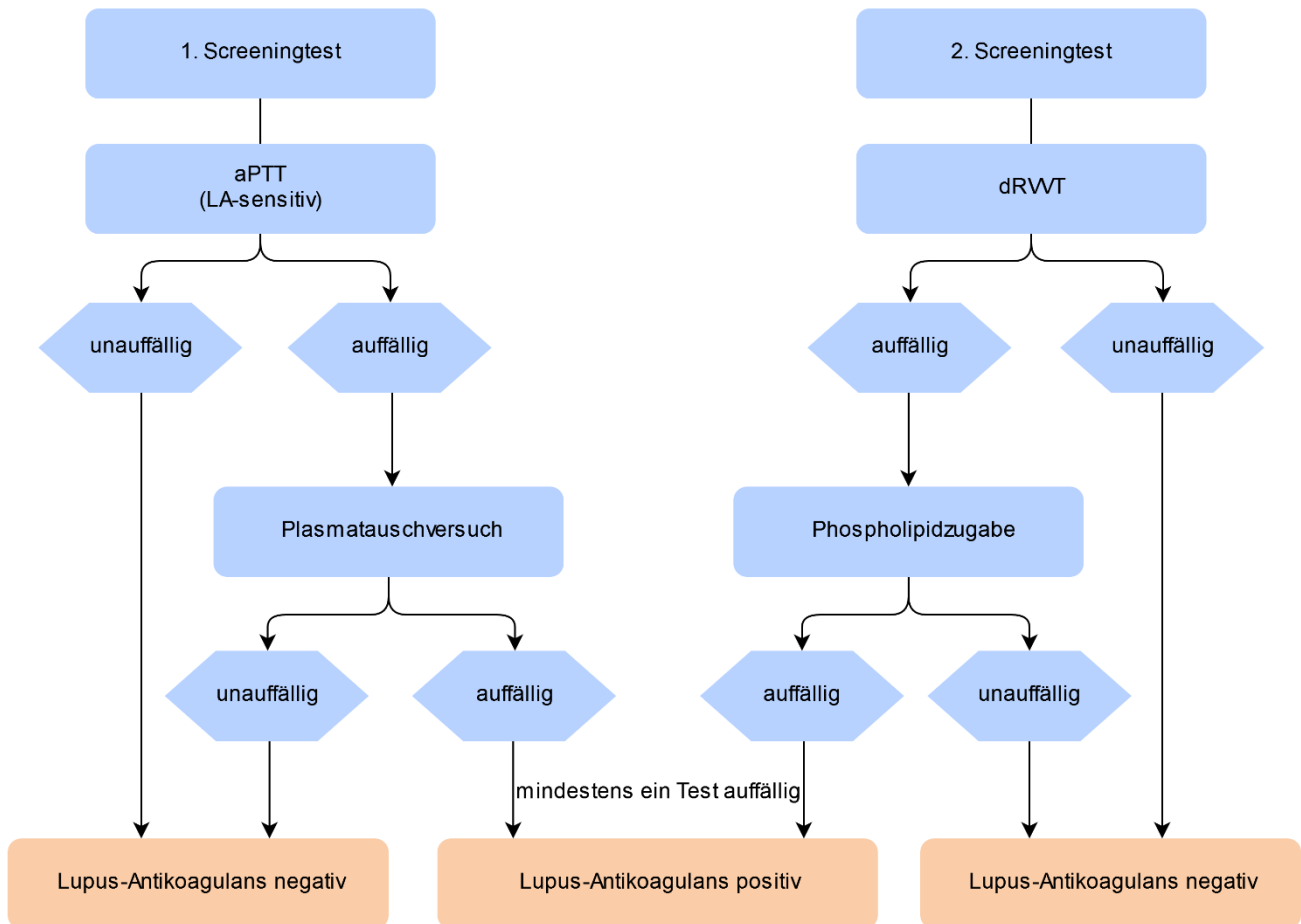 1. Screeningtest
2. Screeningtest
aPTT
(LA-sensitiv)
dRVVT
unauffällig
auffällig
auffällig
unauffällig
Plasmatauschversuch
Phospholipidzugabe
unauffällig
auffällig
auffällig
unauffällig
mindestens ein Test auffällig
Lupus-Antikoagulans negativ
Lupus-Antikoagulans positiv
Lupus-Antikoagulans negativ